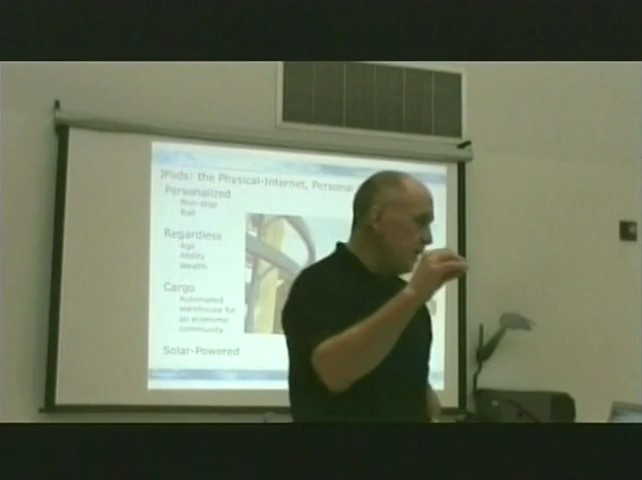 JPods: the Physical-Internet, Personal
Personalized
Non-stop
Rail
Regardless
Age
Ability
Wealth
Cargo
Automated
warehouse for
an economic
community
Solar-Powered